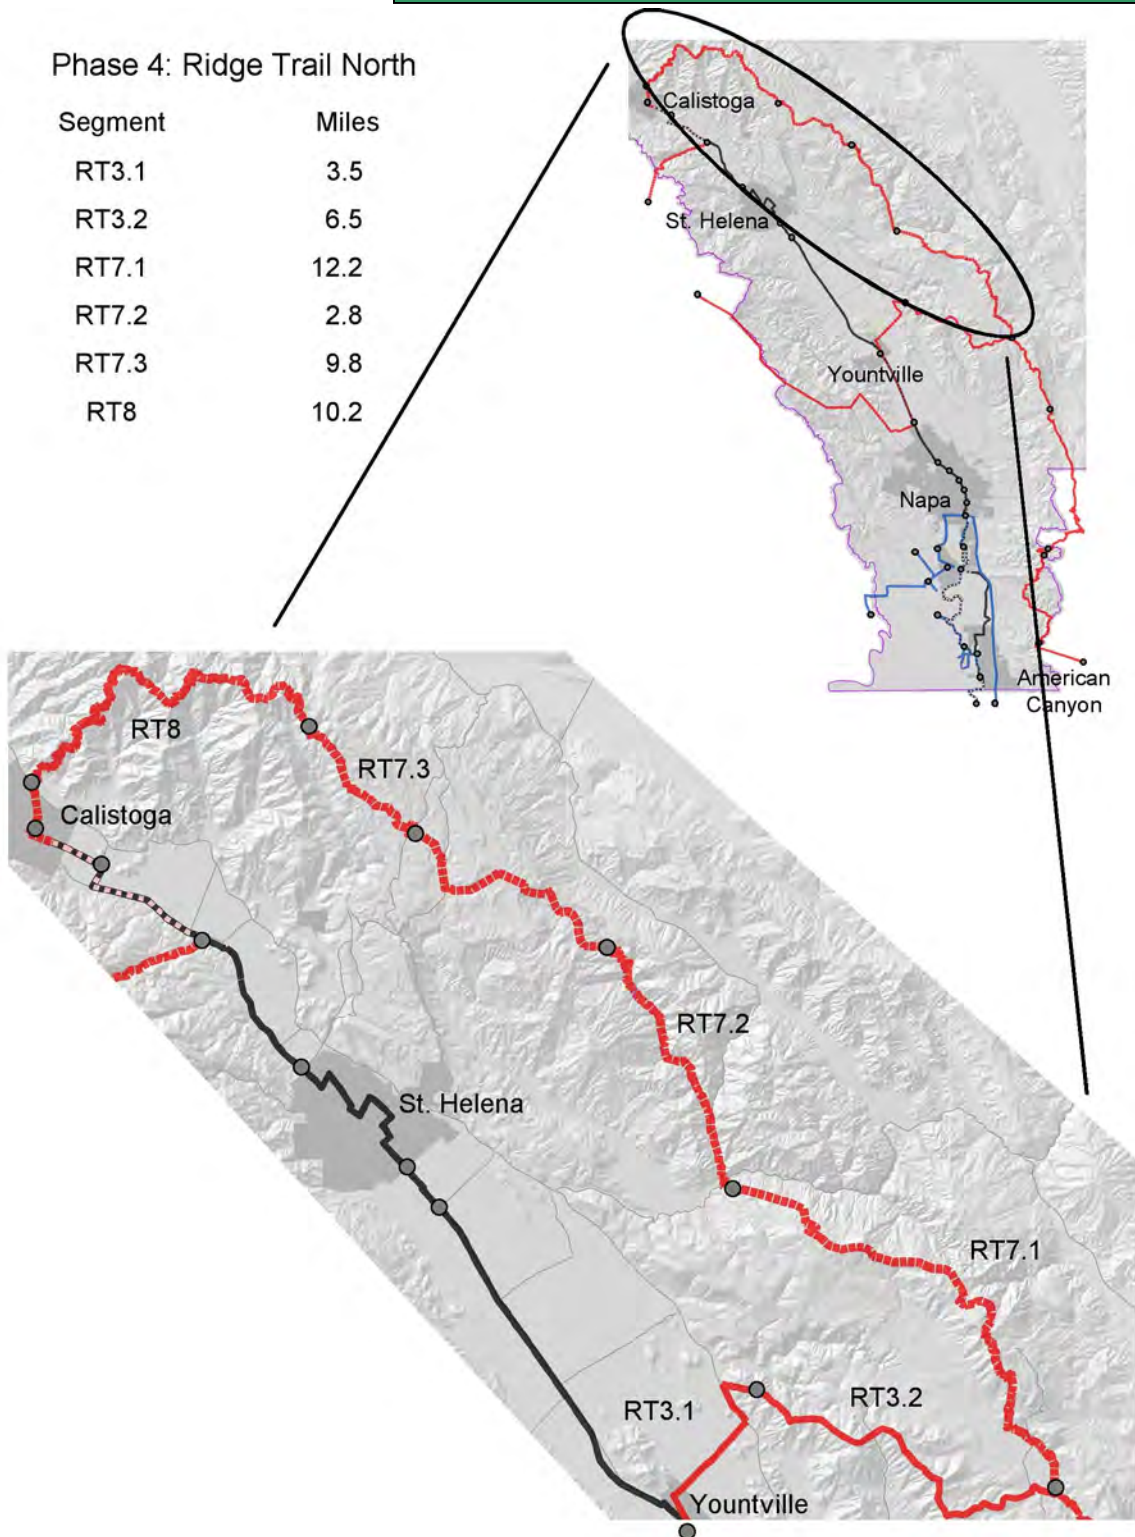 Phase 4: Ridge Trail North
Segment Miles
RT3.1 3.5
RT3.2 6.5
RT7.1 12.2
RT7.2 2.8
RT7.3 9.8
RT8 10.2
Calistoga
St. Helena
Yountville
Napa
American
Canyon
RT8
RT7.3
Calistoga
RT7.2
St. Helena
RT7.1
RT3.2
RT3.1
Yountville